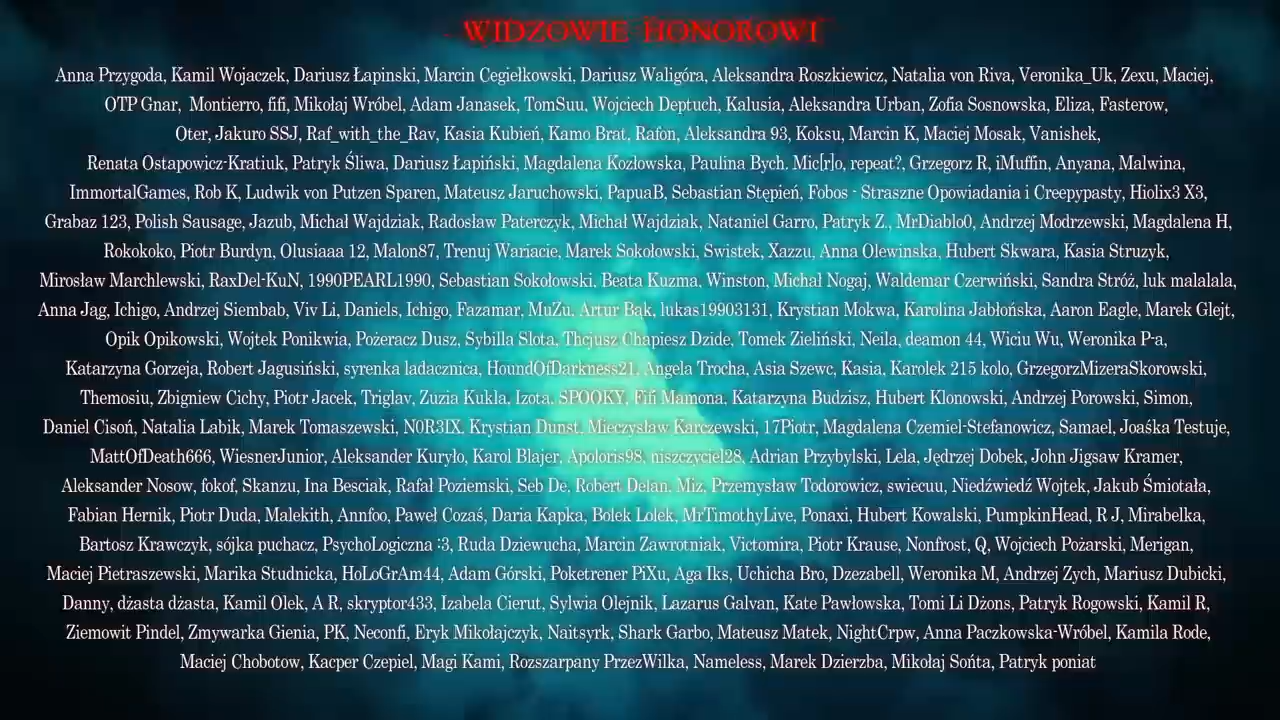 WIDZOWIE HONOROWI
Anna Przygoda, Kamil Wojaczek, Dariusz Łapinski, Marcin Cegiełkowski, Dariusz Waligóra, Aleksandra Roszkiewicz, Natalia von Riva, Veronika_Uk, Zexu, Maciej,
OTP Gnar, Montierro, fifi, Mikołaj Wróbel, Adam Janasek, TomSuu, Wojciech Deptuch, Kalusia, Aleksandra Urban, Zofia Sosnowska, Eliza, Fasterow,
Oter, Jakuro SSJ, Raf_with_the_Rav, Kasia Kubień, Kamo Brat, Rafon, Aleksandra 93, Koksu, Marcin K, Maciej Mosak, Vanishek,
Renata Ostapowicz-Kratiuk, Patryk Śliwa, Dariusz Łapiński, Magdalena Kozłowska, Paulina Bych. Mic[r]o, repeat?, Grzegorz R, iMuffin, Anyana, Malwina,
ImmortalGames, Rob K, Ludwik von Putzen Sparen, Mateusz Jaruchowski, PapuaB, Sebastian Stępień, Fobos - Straszne Opowiadania i Creepypasty, Hiolix3 X3,
Grabaz 123, Polish Sausage, Jazub, Michał Wajdziak, Radosław Paterczyk, Michał Wajdziak, Nataniel Garro, Patryk Z., MrDiablo0, Andrzej Modrzewski, Magdalena H,
Rokokoko, Piotr Burdyn, Olusiaaa 12, Malon87, Trenuj Wariacie, Marek Sokołowski, Swistek, Xazzu, Anna Olewinska, Hubert Skwara, Kasia Struzyk,
Mirosław Marchlewski, RaxDel-KuN, 1990PEARL1990, Sebastian Sokołowski, Beata Kuzma, Winston, Michał Nogaj, Waldemar Czerwiński, Sandra Stróż, luk malalala,
Anna Jag, Ichigo, Andrzej Siembab, Viv Li, Daniels, Ichigo, Fazamar, MuZu, Artur Bąk, lukas19903131, Krystian Mokwa, Karolina Jabłońska, Aaron Eagle, Marek Glejt,
Opik Opikowski, Wojtek Ponikwia, Pożeracz Dusz, Sybilla Slota, Thcjusz Chapiesz Dzide, Tomek Zieliński, Neila, deamon 44, Wiciu Wu, Weronika P-a,
Katarzyna Gorzeja, Robert Jagusiński, syrenka ladacznica, HoundOfDarkness21, Angela Trocha, Asia Szewc, Kasia, Karolek 215 kolo, GrzegorzMizeraSkorowski,
Themosiu, Zbigniew Cichy, Piotr Jacek, Triglav, Zuzia Kukla, Izota, SPOOKY, Fifi Mamona, Katarzyna Budzisz, Hubert Klonowski, Andrzej Porowski, Simon,
Daniel Cisoń, Natalia Łabik, Marek Tomaszewski, N0R3IX, Krystian Dunst, Mieczysław Karczewski, 17Piotr, Magdalena Czemiel-Stefanowicz, Samael, Joaśka Testuje,
MattOfDeath666, WiesnerJunior, Aleksander Kuryło, Karol Blajer, Apoloris98, niszczyciel28, Adrian Przybylski, Lela, Jędrzej Dobek, John Jigsaw Kramer,
Aleksander Nosow, fokof, Skanzu, Ina Besciak, Rafał Poziemski, Seb De, Robert Delan, Miz, Przemysław Todorowicz, swiecuu, Niedźwiedź Wojtek, Jakub Śmiotała,
Fabian Hernik, Piotr Duda, Malekith, Annfoo, Paweł Cozaś, Daria Kapka, Bolek Lolek, MrTimothyLive, Ponaxi, Hubert Kowalski, PumpkinHead, R J, Mirabelka,
Bartosz Krawczyk, sójka puchacz, PsychoLogiczna :3, Ruda Dziewucha, Marcin Zawrotniak, Victomira, Piotr Krause, Nonfrost, Q, Wojciech Pożarski, Merigan,
Maciej Pietraszewski, Marika Studnicka, HoLoGrAm44, Adam Górski, Poketrener PiXu, Aga Iks, Uchicha Bro, Dzezabell, Weronika M, Andrzej Zych, Mariusz Dubicki,
Danny, dżasta dżasta, Kamil Olek, A R, skryptor433, Izabela Cierut, Sylwia Olejnik, Lazarus Galvan, Kate Pawłowska, Tomi Li Dżons, Patryk Rogowski, Kamil R,
Ziemowit Pindel, Zmywarka Gienia, PK, Neconfi, Eryk Mikołajczyk, Naitsyrk, Shark Garbo, Mateusz Matek, NightCrpw, Anna Paczkowska-Wróbel, Kamila Rode,
Maciej Chobotow, Kacper Czepiel, Magi Kami, Rozszarpany PrzezWilka, Nameless, Marek Dzierzba, Mikołaj Sońta, Patryk poniat